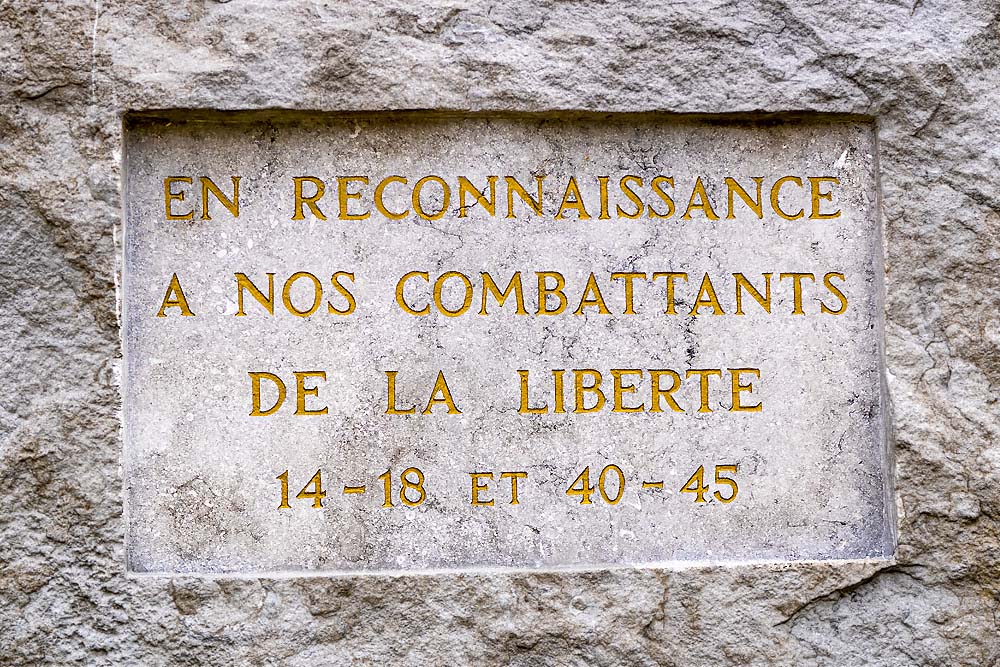 EN RECONNAISSANCE
A NOS COMBATTANTS
DE LA LIBERTE
14-18 ET 40-45